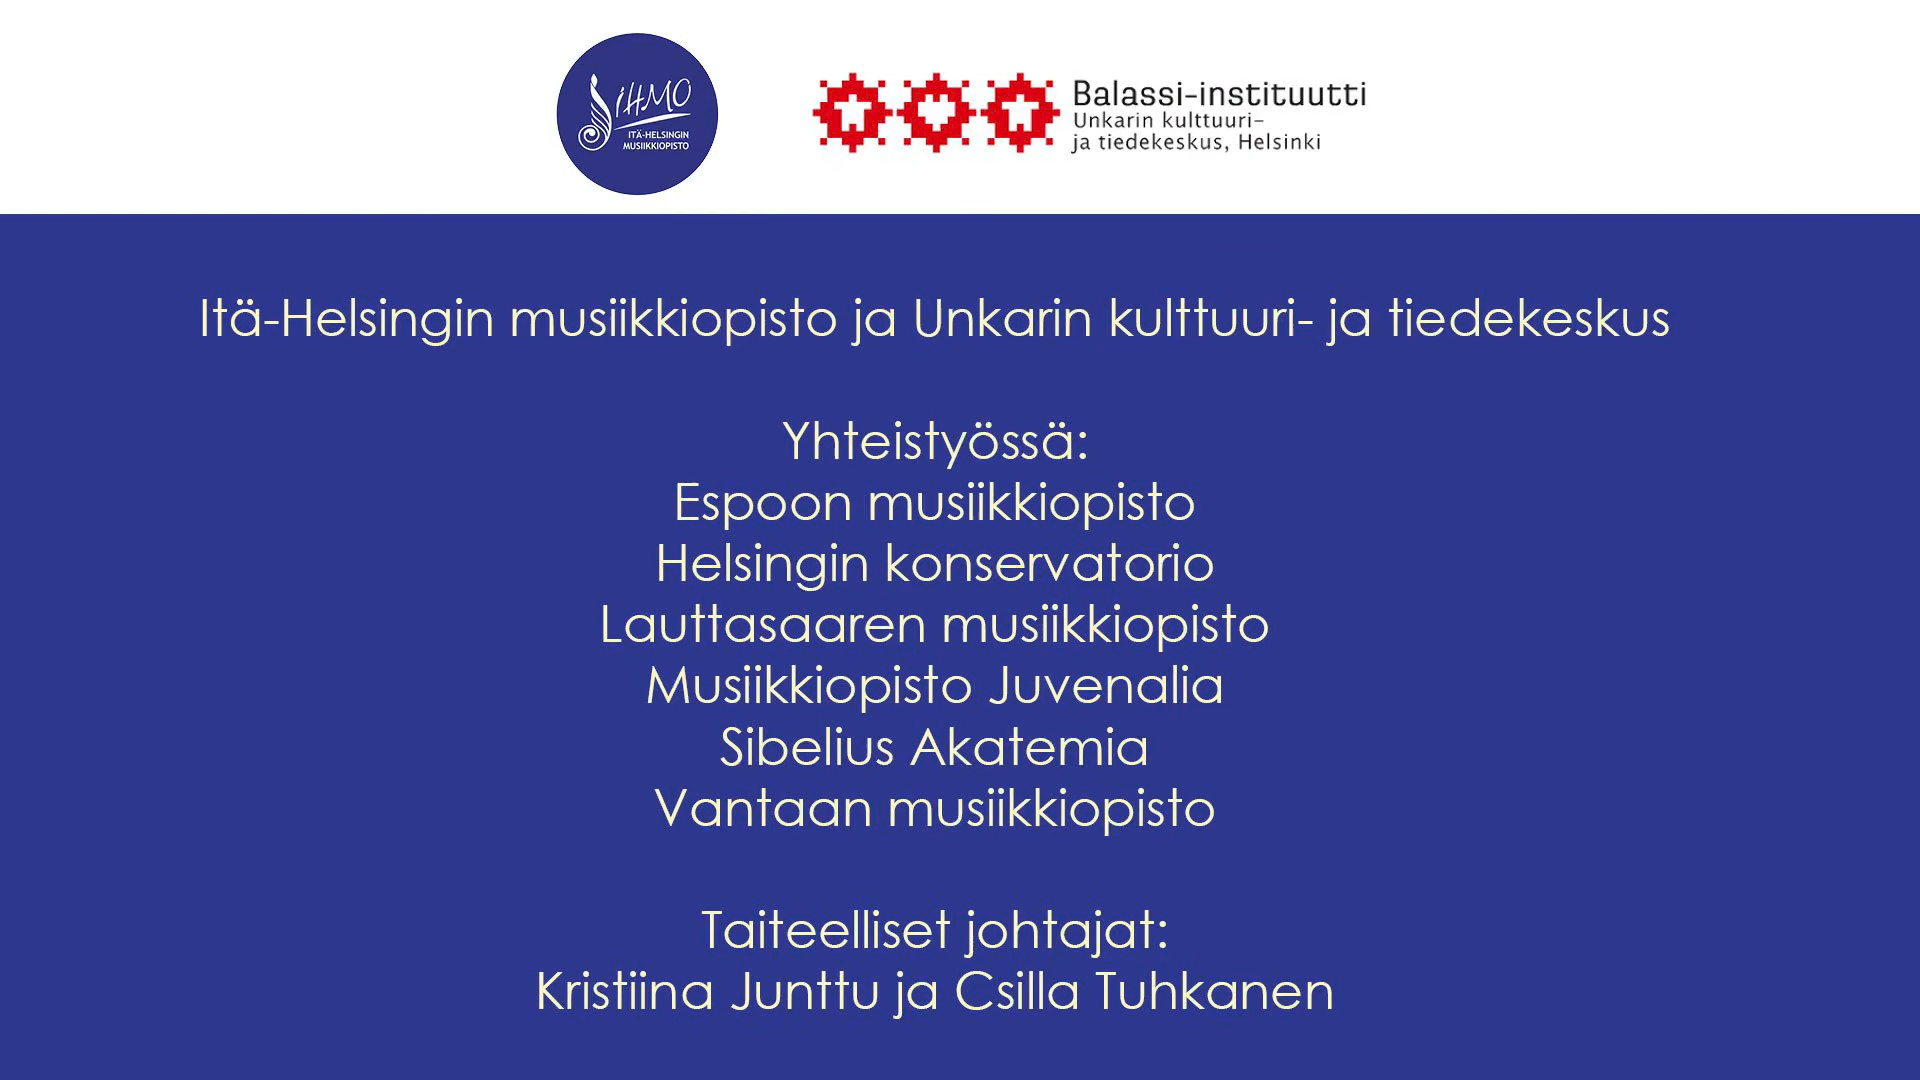 iHMO
ITÄ-HELSINGIN
MUSIIKKIOPISTO
Balassi-instituutti
Unkarin kulttuuri-
ja tiedekeskus, Helsinki
Itä-Helsingin musiikkiopisto ja Unkarin kulttuuri- ja tiedekeskus
Yhteistyössä:
Espoon musiikkiopisto
Helsingin konservatorio
Lauttasaaren musiikkiopisto
Musiikkiopisto Juvenalia
Sibelius Akatemia
Vantaan musiikkiopisto
Taiteelliset johtajat:
Kristiina Junttu ja Csilla Tuhkanen